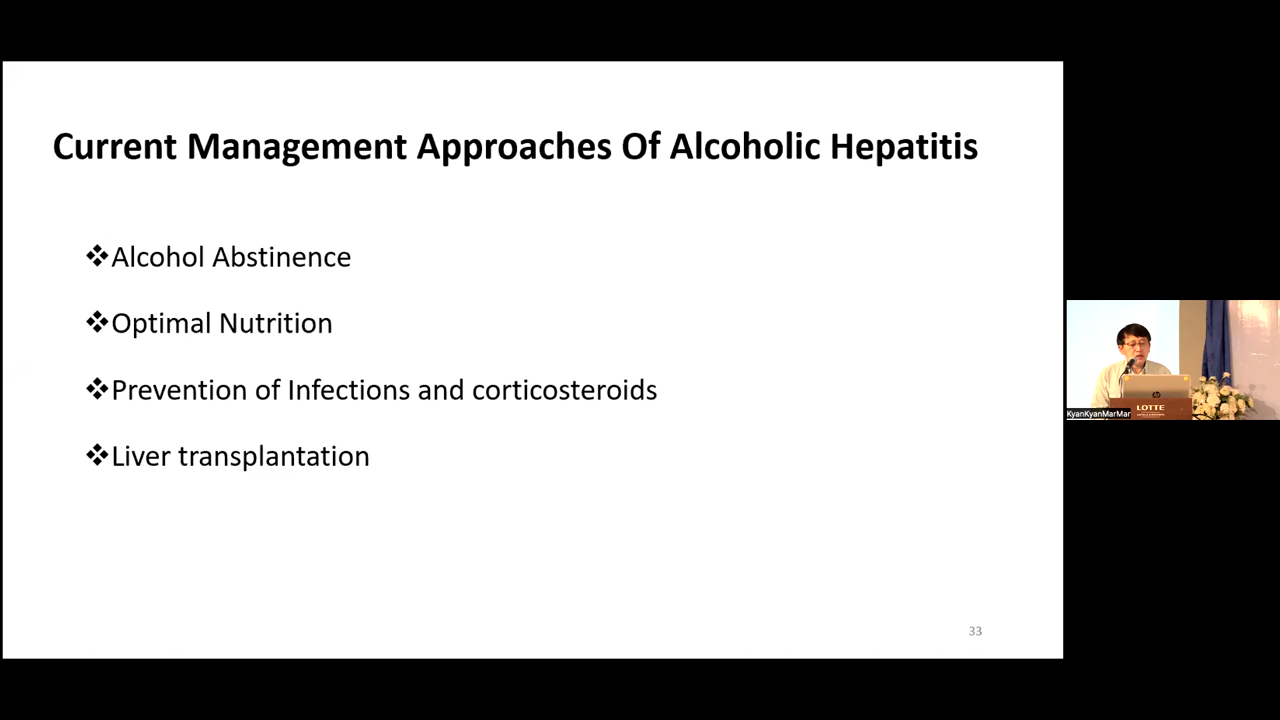 Current Management Approaches Of Alcoholic Hepatitis
❖Alcohol Abstinence
❖Optimal Nutrition
❖Prevention of Infections and corticosteroids
❖Liver transplantation
33
KyanKyanMarMar
LOTTE